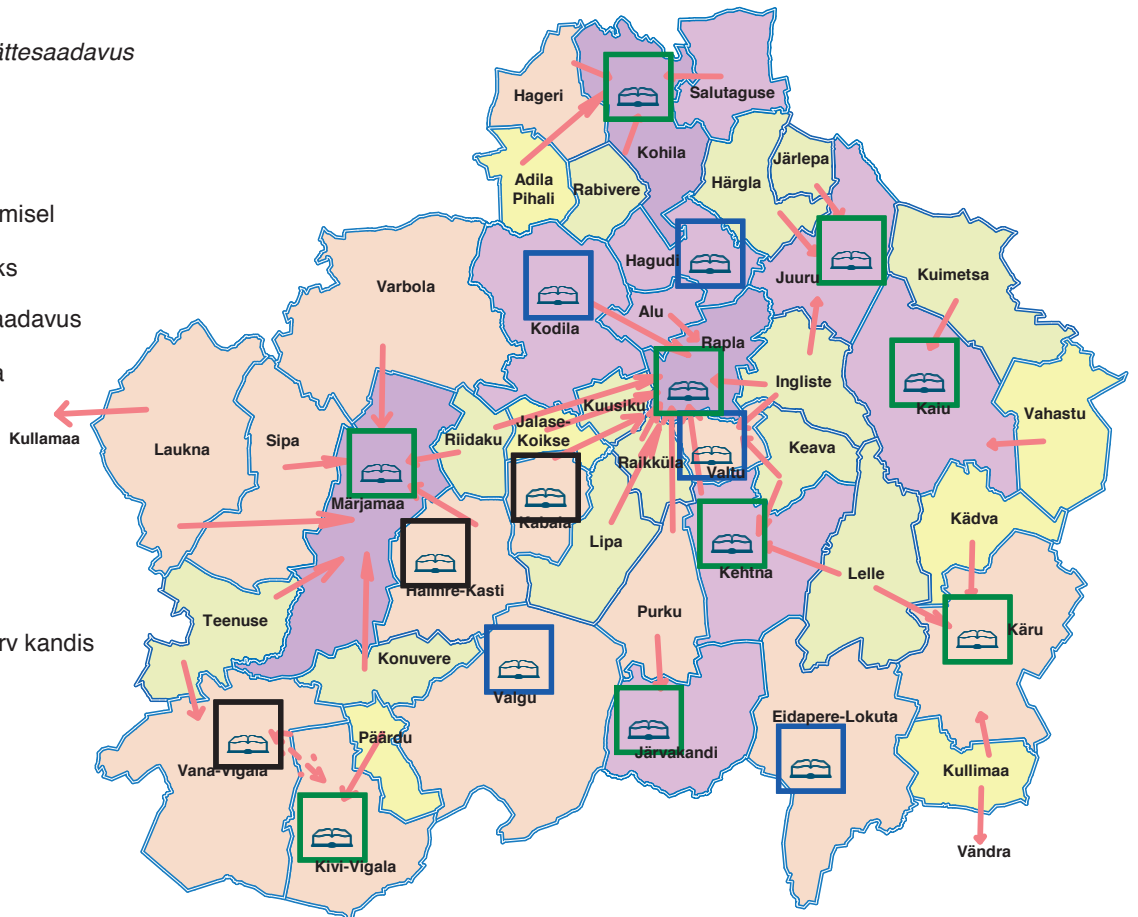 ättesaadavus
misel
ks
aadavus
a
rv kandis
Hageri
Salutaguse
Kohila
Järlepa
Adila
Pihali
Rabivere
Härgla
Hagudi
Juuru
Kuimetsa
Varbola
Kodila
Alu
Rapla
Ingliste
Kaiu
Vahastu
Kullamaa
Laukna
Sipa
Riidaku
Jalase-
Koikse
Kuusiku
Raikküla
Valtu
Keava
Märjamaa
Kabala
Lipa
Kehtna
Lelle
Kädva
Haimre-Kasti
Teenuse
Purku
Käru
Konuvere
Valgu
Päärdu
Vana-Vigala
Järvakandi
Eidapere-Lokuta
Kullimaa
Vändra
Kivi-Vigala